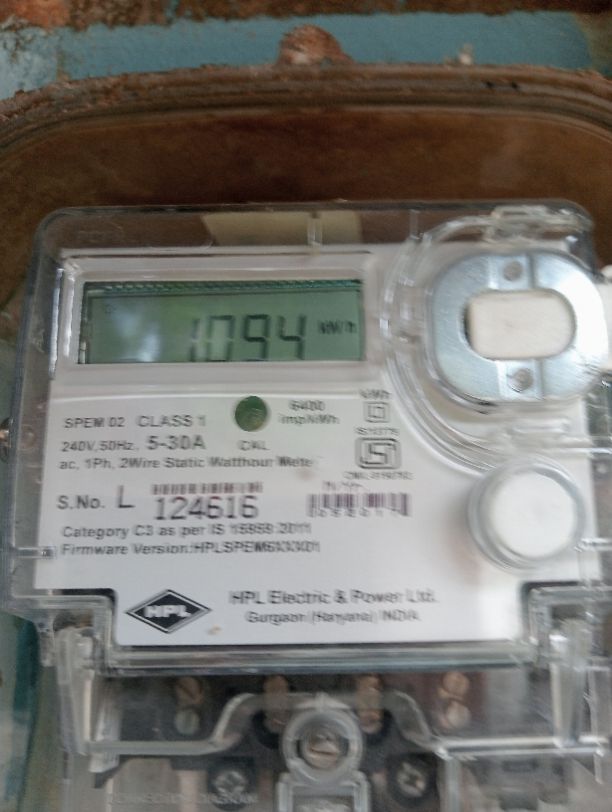 1094 kWh
SPEM 02 CLASS 1
6400
imp/kWh
kWh
240V, 50Hz, 5-30A
CAL
ac, 1Ph, 2Wire Static Watthour Meter
S.No. L 124616
Category C3 as per IS 15959:2011
Firmware Version:
HPL
HPL Electric & Power Ltd.
Gurgaon (Haryana) INDIA